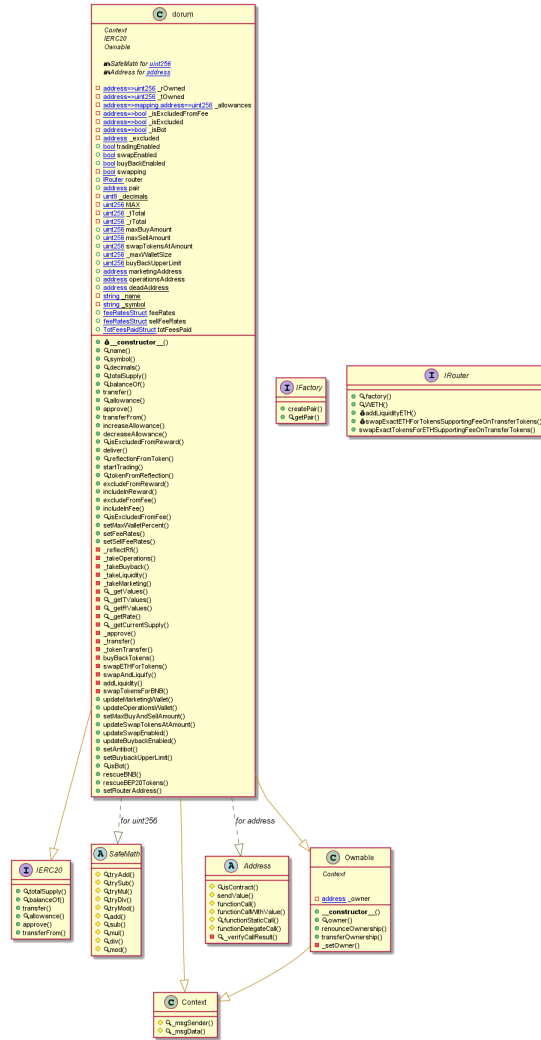 C dorum
Context
IERC20
Ownable
SafeMath for uint256
Address for address
address=>uint256 _rOwned
address=>uint256 _tOwned
address=>mapping address=>uint256 _allowances
address=>bool _isExcludedFromFee
address=>bool _isExcluded
address=>bool _isBot
address _excluded
bool tradingEnabled
bool swapEnabled
bool buyBackEnabled
bool swapping
IRouter router
address pair
uint8 _decimals
uint256 MAX
uint256 _tTotal
uint256 _rTotal
uint256 maxBuyAmount
uint256 maxSellAmount
uint256 swapTokensAtAmount
uint256 _maxWalletSize
uint256 buyBackUpperLimit
address marketingAddress
address operationsAddress
address deadAddress
string _name
string _symbol
feeRatesStruct feeRates
feeRatesStruct sellFeeRates
TotFeesPaidStruct totFeesPaid
__constructor__()
name()
symbol()
decimals()
totalSupply()
balanceOf()
transfer()
allowance()
approve()
transferFrom()
increaseAllowance()
decreaseAllowance()
isExcludedFromReward()
deliver()
reflectionFromToken()
startTrading()
tokenFromReflection()
excludeFromReward()
includeInReward()
excludeFromFee()
includeInFee()
isExcludedFromFee()
setMaxWalletPercent()
setFeeRates()
setSellFeeRates()
_reflectRfi()
_takeOperations()
_takeBuyback()
_takeLiquidity()
_takeMarketing()
_getValues()
_getTValues()
_getRValues()
_getRate()
_getCurrentSupply()
_approve()
_transfer()
_tokenTransfer()
buyBackTokens()
swapETHForTokens()
swapAndLiquify()
addLiquidity()
swapTokensForBNB()
updateMarketingWallet()
updateOperationsWallet()
setMaxBuyAndSellAmount()
updateSwapTokensAtAmount()
updateSwapEnabled()
updateBuybackEnabled()
setAntibot()
setBuybackUpperLimit()
isBot()
rescueBNB()
rescueBEP20Tokens()
setRouterAddress()
I IFactory
createPair()
getPair()
I IRouter
factory()
WETH()
addLiquidityETH()
swapExactETHForTokensSupportingFeeOnTransferTokens()
swapExactTokensForETHSupportingFeeOnTransferTokens()
for uint256
for address
I IERC20
totalSupply()
balanceOf()
transfer()
allowance()
approve()
transferFrom()
A SafeMath
tryAdd()
trySub()
tryMul()
tryDiv()
tryMod()
add()
sub()
mul()
div()
mod()
A Address
isContract()
sendValue()
functionCall()
functionCallWithValue()
functionStaticCall()
functionDelegateCall()
_verifyCallResult()
C Ownable
Context
address _owner
__constructor__()
owner()
renounceOwnership()
transferOwnership()
_setOwner()
C Context
_msgSender()
_msgData()